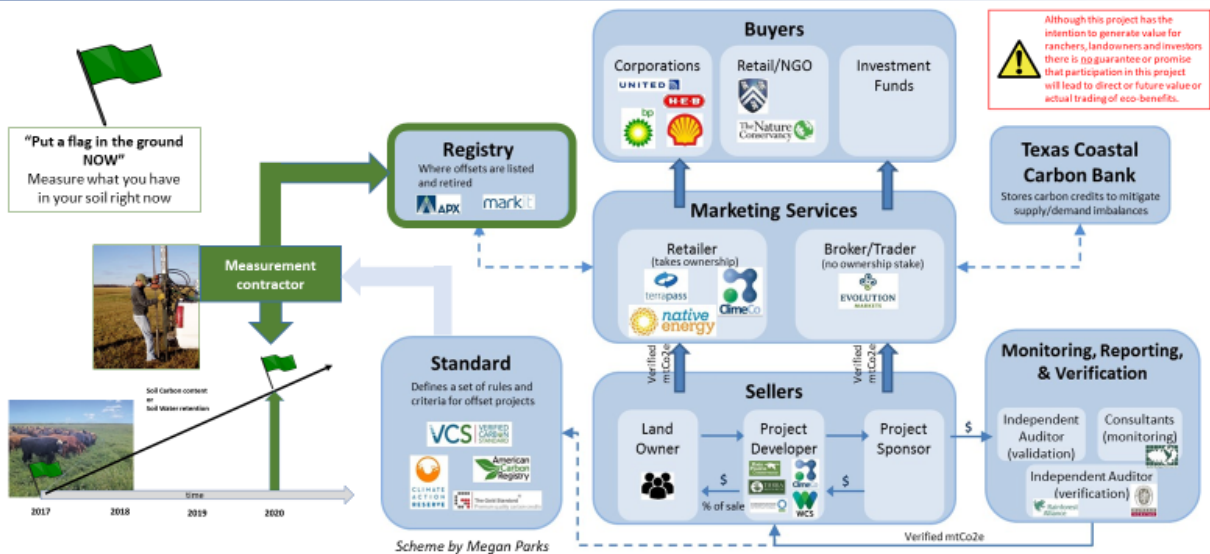 "Put a flag in the ground
NOW"
Measure what you have
in your soil right now
Registry
Where offsets are listed
and retired
APX
markit
Measurement
contractor
Soil Carbon content
or
Soil Water retention
time
2017
2018
2019
2020
Standard
Defines a set of rules and
criteria for offset projects
VCS VERIFIED
CARBON
STANDARD
American
Carbon
Registry
CLIMATE
ACTION
RESERVE
The Gold Standard
Scheme by Megan Parks
Buyers
Corporations
UNITED
H-E-B
bp
Retail/NGO
The Nature
Conservancy
Investment
Funds
Marketing Services
Retailer
(takes ownership)
terrapass
ClimeCo
native
energy
Broker/Trader
(no ownership stake)
EVOLUTION
MARKETS
Verified
mtCo2e
Verified
mtCo2e
Sellers
Land
Owner
Project
Developer
ClimeCo
TERRA
WCS
Project
Sponsor
$
% of sale
$
$
Verified mtCo2e
Although this project has the
intention to generate value for
ranchers, landowners and investors
there is no guarantee or promise
that participation in this project
will lead to direct or future value or
actual trading of eco-benefits.
Texas Coastal
Carbon Bank
Stores carbon credits to mitigate
supply/demand imbalances
Monitoring, Reporting,
& Verification
Independent
Auditor
(validation)
Consultants
(monitoring)
Independent Auditor
(verification)
Rainforest
Alliance